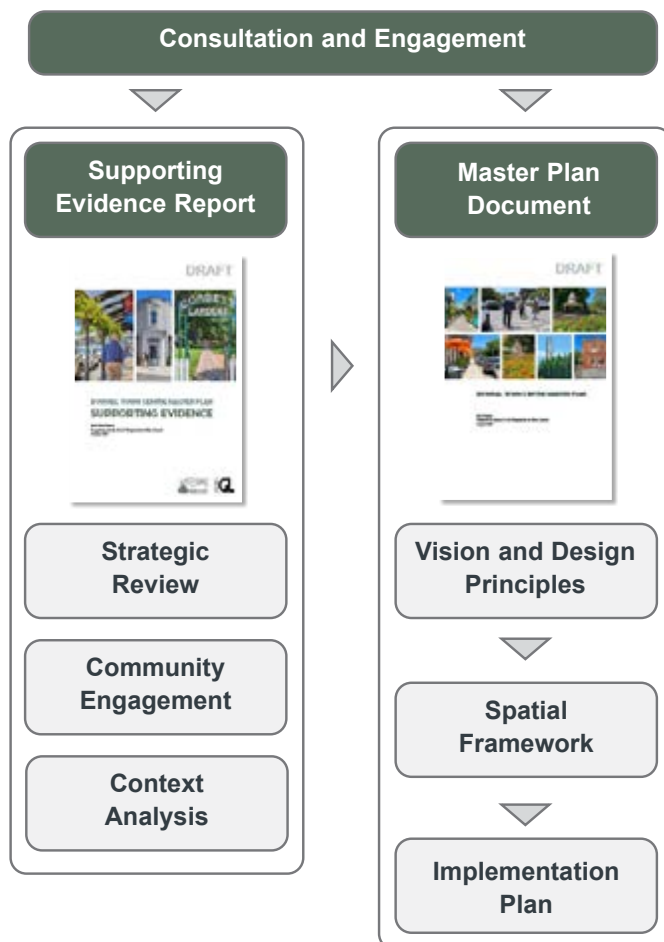 Consultation and Engagement
Supporting
Evidence Report
DRAFT
SUPPORTING EVIDENCE
Strategic
Review
Community
Engagement
Context
Analysis
Master Plan
Document
DRAFT
Vision and Design
Principles
Spatial
Framework
Implementation
Plan